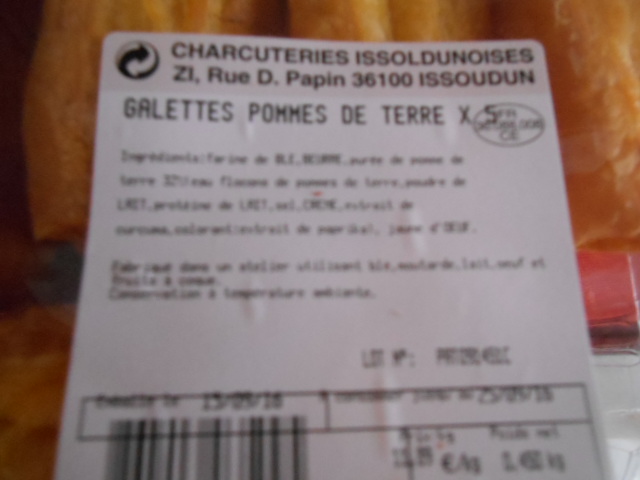 CHARCUTERIES ISSOLDUNOISES
ZI, Rue D. Papin 36100 ISSOUDUN
GALETTES POMMES DE TERRE X 5
FR
CE
Ingrédients:farine de BLE,BEURRE,purée de pomme de
terre 32%(eau flocons de pommes de terre,poudre de
LAIT,protéine de LAIT,sel,CREME,extrait de
curcuma,colorant:extrait de paprika), jaune d'OEUF.
Fabriqué dans un atelier utilisant blé,moutarde,lait,oeuf et
fruits à coque.
Conservation à température ambiante.
LOT N°:
Emballé le 15/09/16 A consommer jusqu'au 25/09/16
Prix/kg Poids net
€/kg 0,450 kg